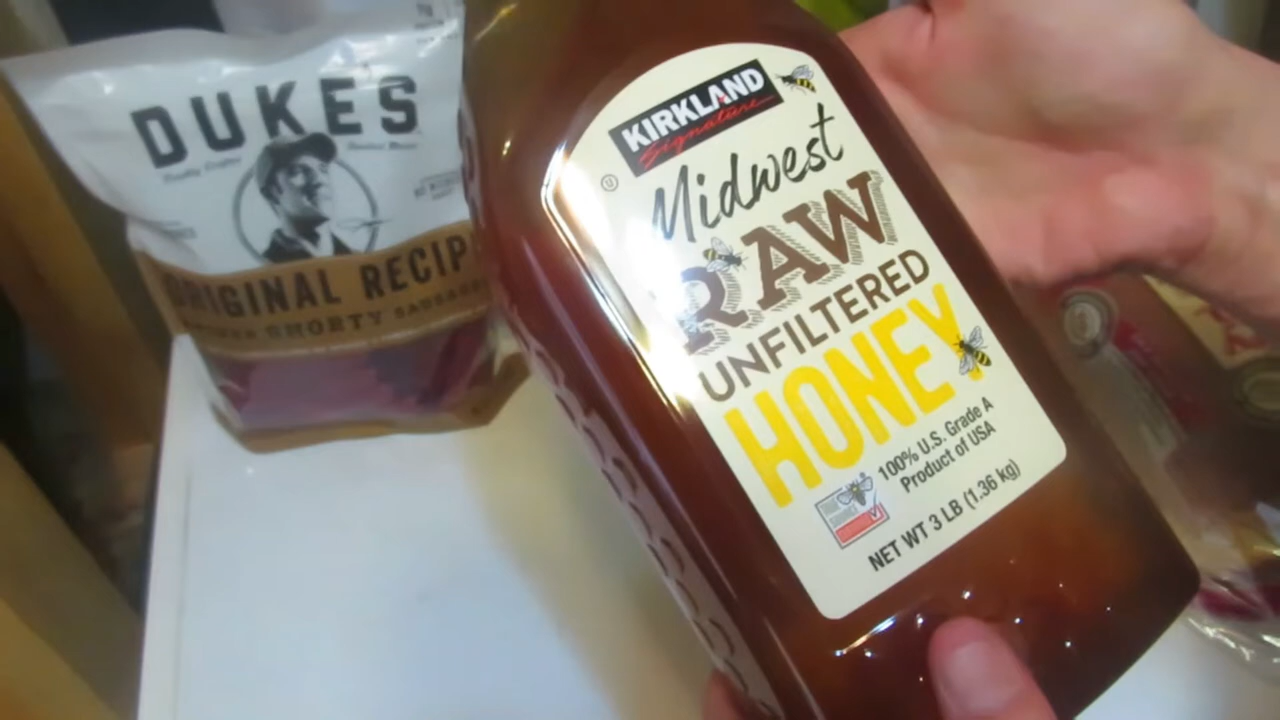 DUKES
ORIGINAL RECIP
SHORTY SAUSAGE
KIRKLAND
Signature
Midwest
RAW
UNFILTERED
HONEY
100% U.S. Grade A
Product of USA
NET WT 3 LB (1.36 kg)